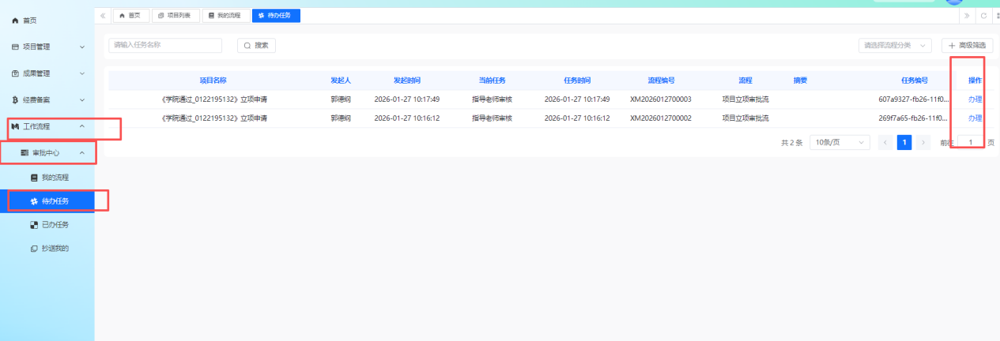 首页
项目管理
成果管理
经费备案
工作流程
审批中心
我的流程
待办任务
已办任务
抄送我的
首页 项目列表 我的流程 待办任务
请输入任务名称 搜索 请选择流程分类 高级筛选
项目名称 发起人 发起时间 当前任务 任务时间 流程编号 流程 摘要 任务编号 操作
《学院通过_0122195132》立项申请 郭德纲 2026-01-27 10:17:49 指导老师审核 2026-01-27 10:17:49 XM2026012700003 项目立项审批流 607a9327-fb26-11f0... 办理
《学院通过_0122195132》立项申请 郭德纲 2026-01-27 10:16:12 指导老师审核 2026-01-27 10:16:12 XM2026012700002 项目立项审批流 269f7a65-fb26-11f0... 办理
共 2 条 10条/页 1 前往 1 页